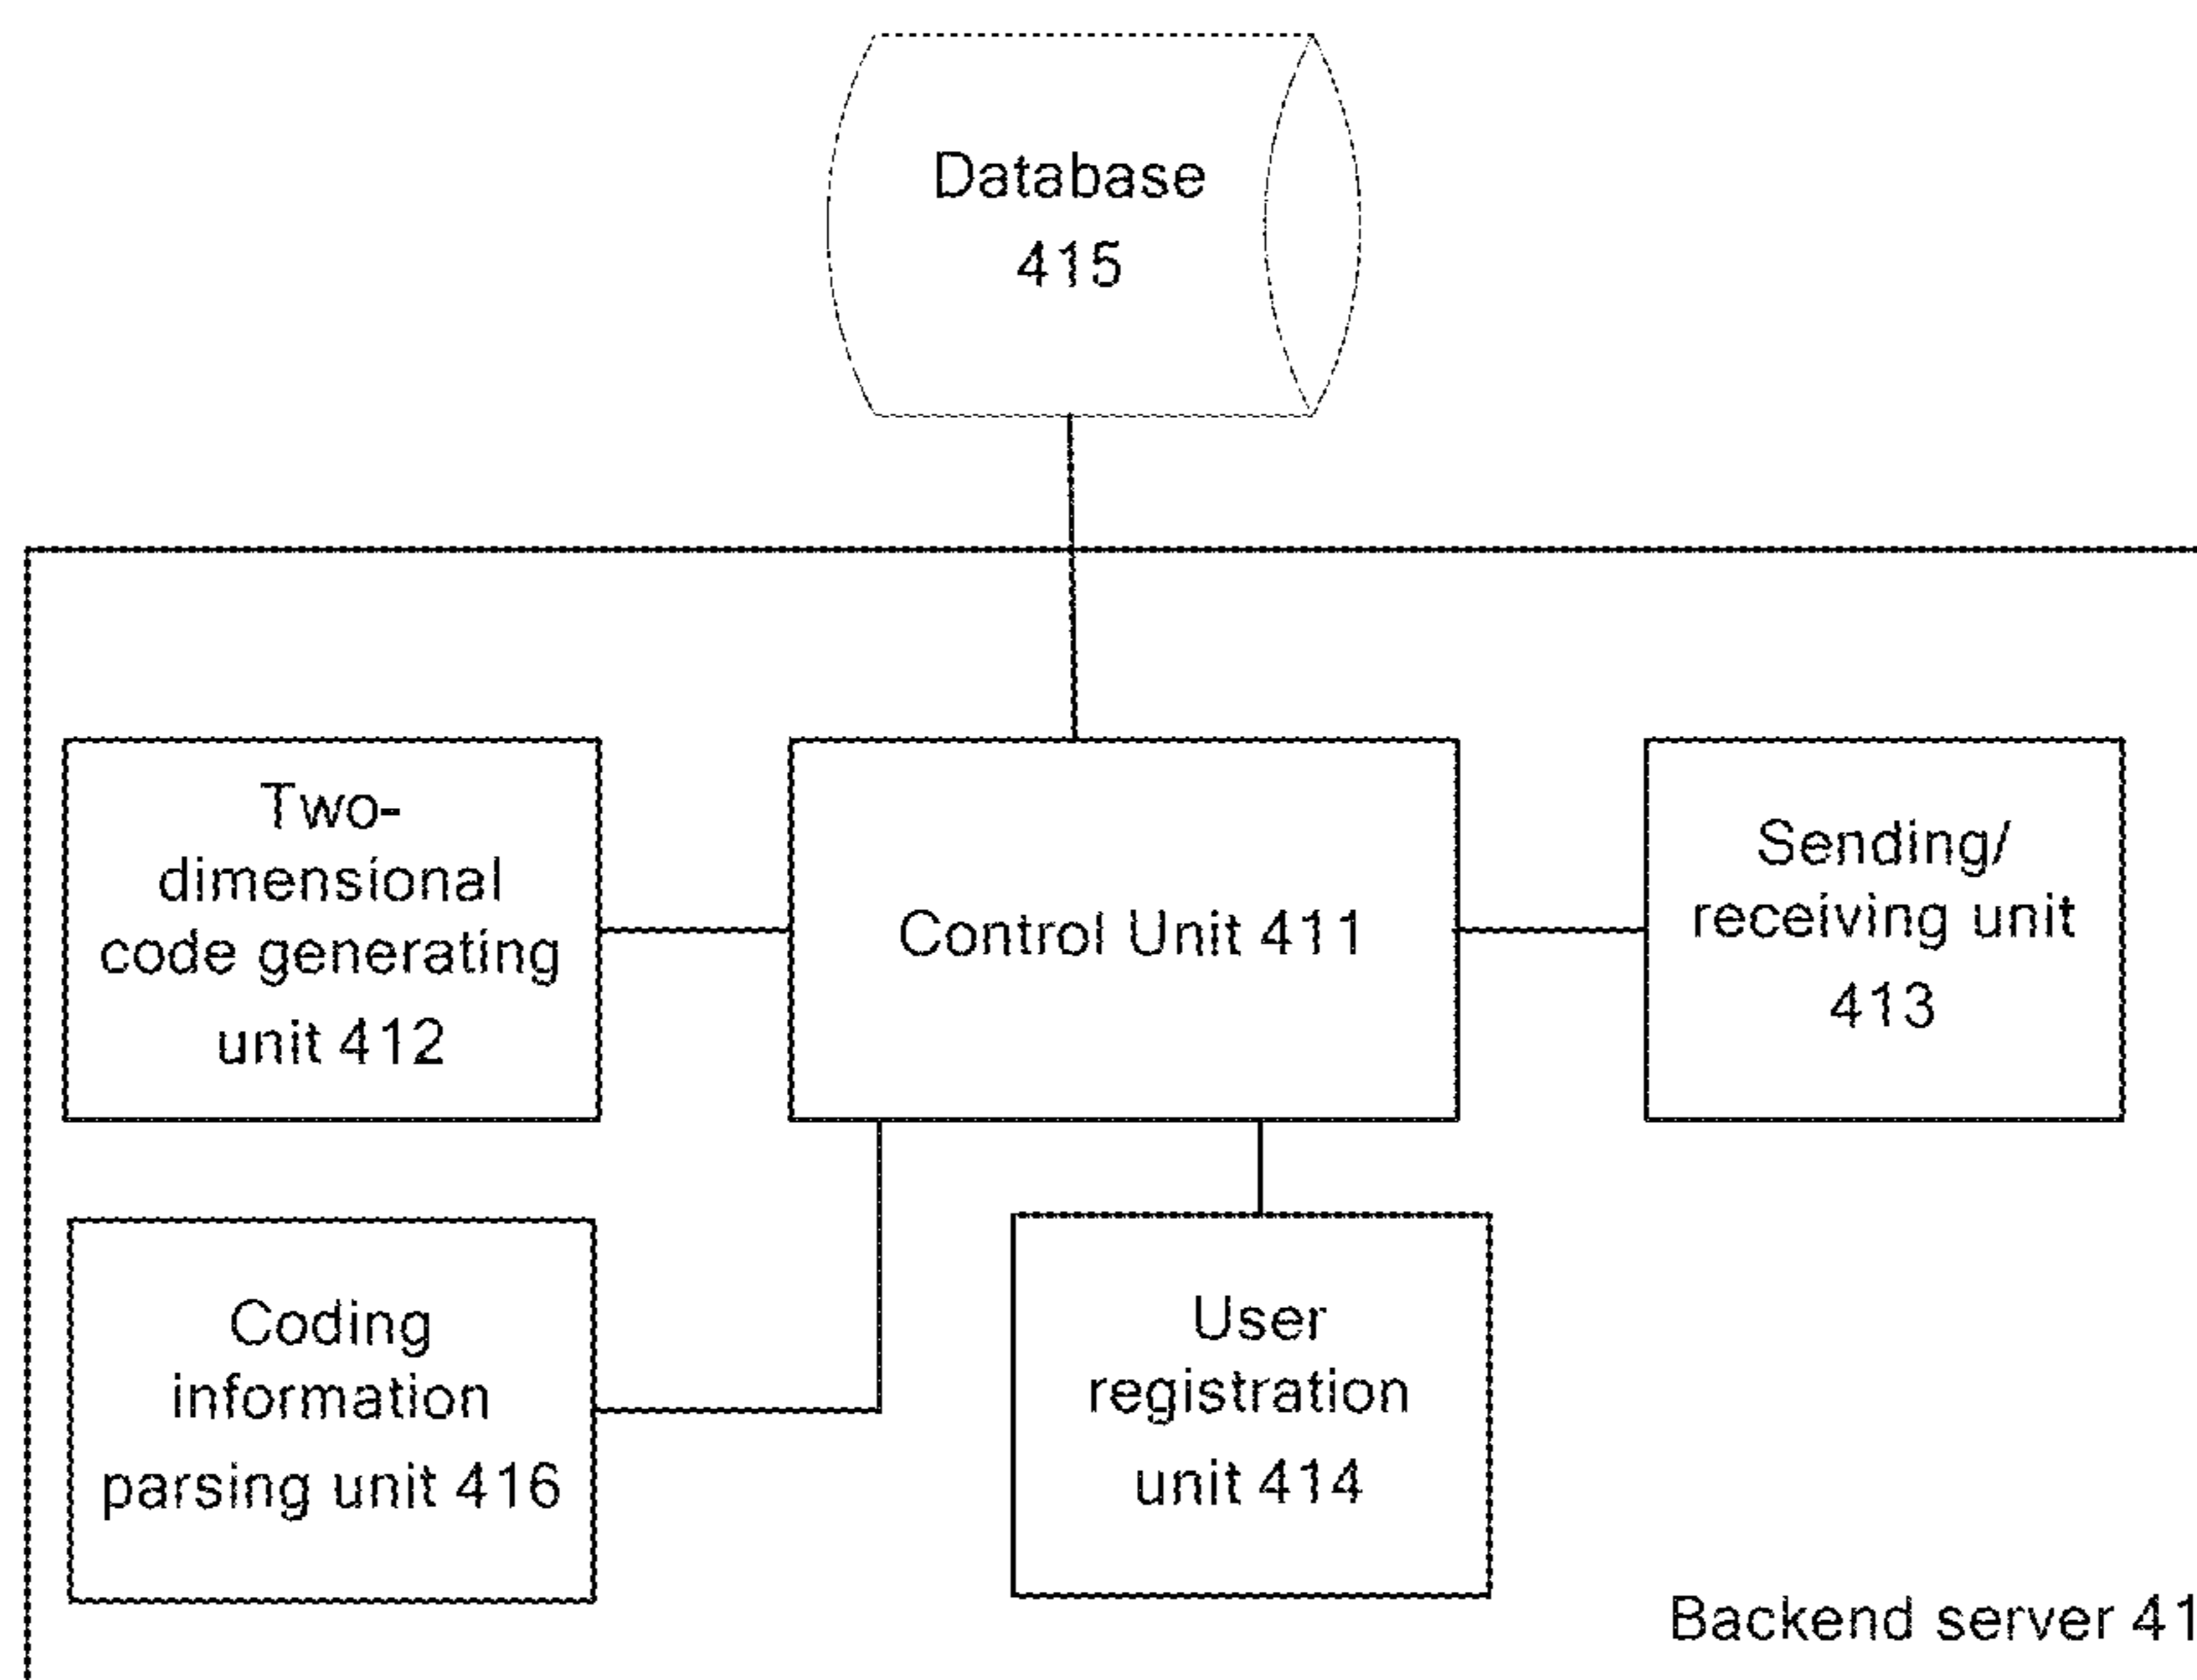 Database
415
Two-
dimensional
code generating
unit 412
Control Unit 411
Sending/
receiving unit
413
Coding
information
parsing unit 416
User
registration
unit 414
Backend server 41